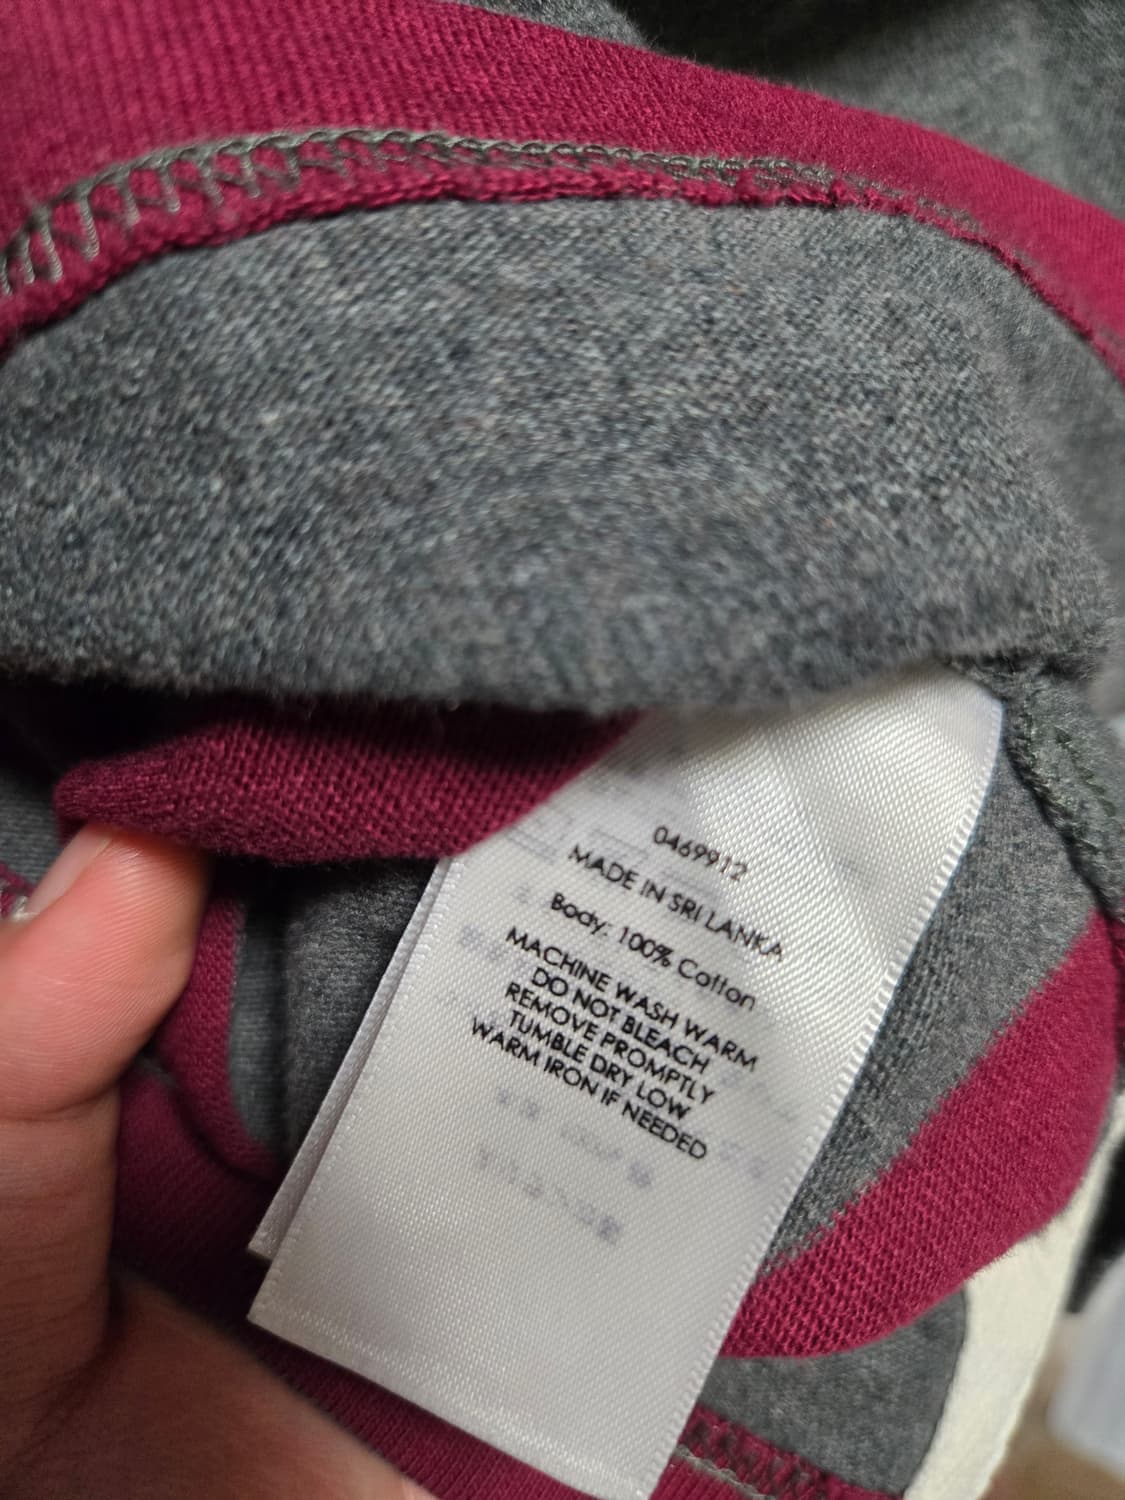 0469912
MADE IN SRI LANKA
Body: 100% Cotton
MACHINE WASH WARM
DO NOT BLEACH
REMOVE PROMPTLY
TUMBLE DRY LOW
WARM IRON IF NEEDED